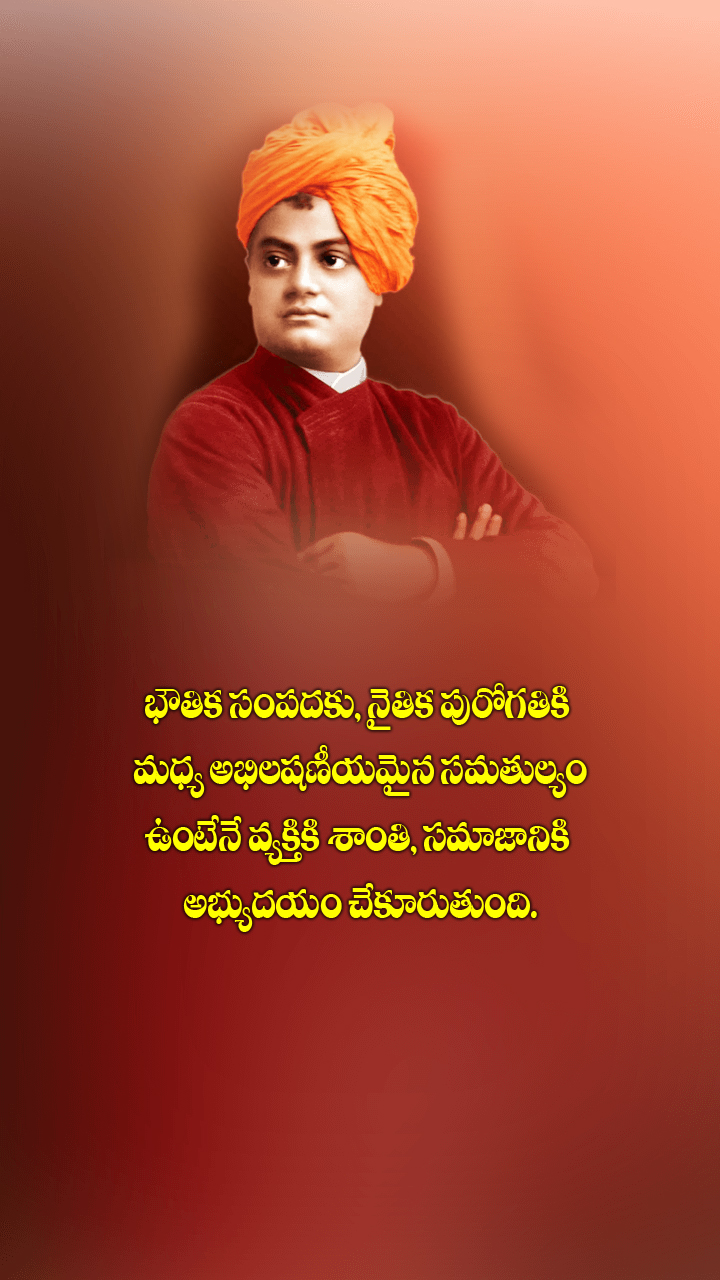 భౌతిక సంపదకు, నైతిక పురోగతికి
మధ్య అభిలషణీయమైన సమతుల్యం
ఉంటేనే వ్యక్తికి శాంతి, సమాజానికి
అభ్యుదయం చేకూరుతుంది.